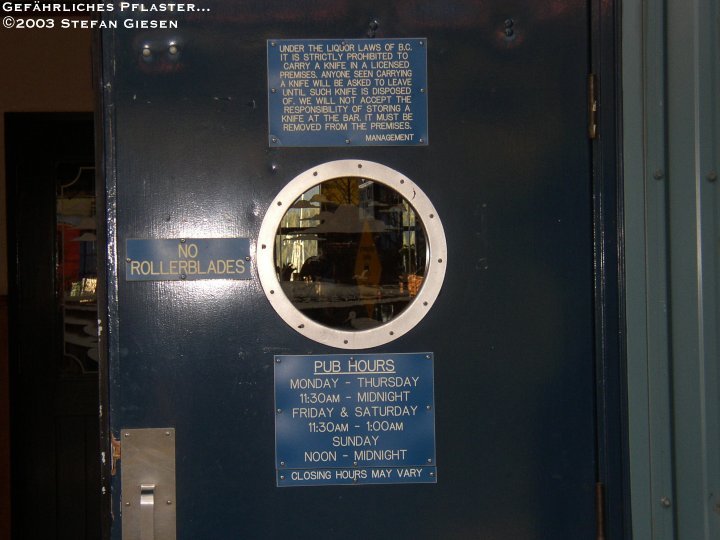 Gefährliches Pflaster...
©2003 Stefan Giesen
UNDER THE LIQUOR LAWS OF B.C.
IT IS STRICTLY PROHIBITED TO
CARRY A KNIFE IN A LICENSED
PREMISES. ANYONE SEEN CARRYING
A KNIFE WILL BE ASKED TO LEAVE
UNTIL SUCH KNIFE IS DISPOSED
OF. WE WILL NOT ACCEPT THE
RESPONSIBILITY OF STORING A
KNIFE AT THE BAR. IT MUST BE
REMOVED FROM THE PREMISES.
MANAGEMENT
NO
ROLLERBLADES
PUB HOURS
MONDAY - THURSDAY
11:30AM - MIDNIGHT
FRIDAY & SATURDAY
11:30AM - 1:00AM
SUNDAY
NOON - MIDNIGHT
CLOSING HOURS MAY VARY